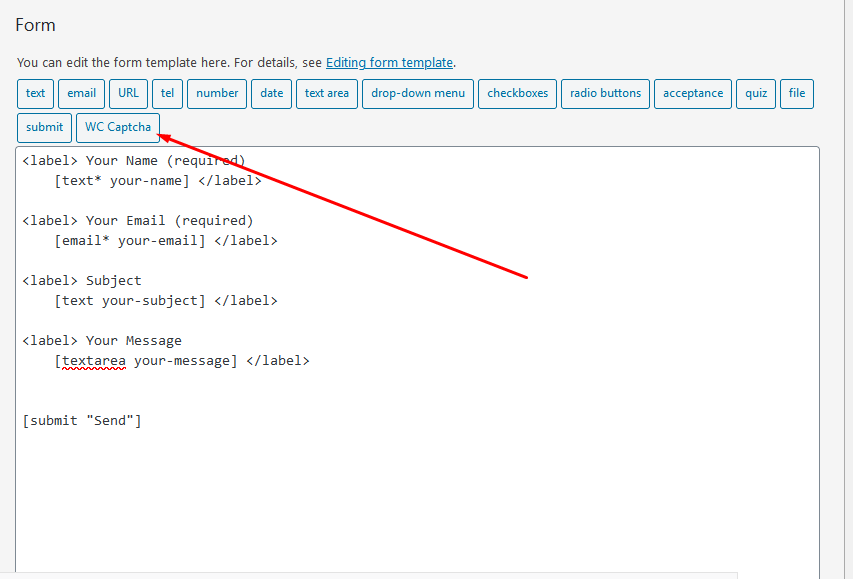 Form
You can edit the form template here. For details, see Editing form template.
text email URL tel number date text area drop-down menu checkboxes radio buttons acceptance quiz file
submit WC Captcha
<label> Your Name (required)
    [text* your-name] </label>

<label> Your Email (required)
    [email* your-email] </label>

<label> Subject
    [text your-subject] </label>

<label> Your Message
    [textarea your-message] </label>


[submit "Send"]